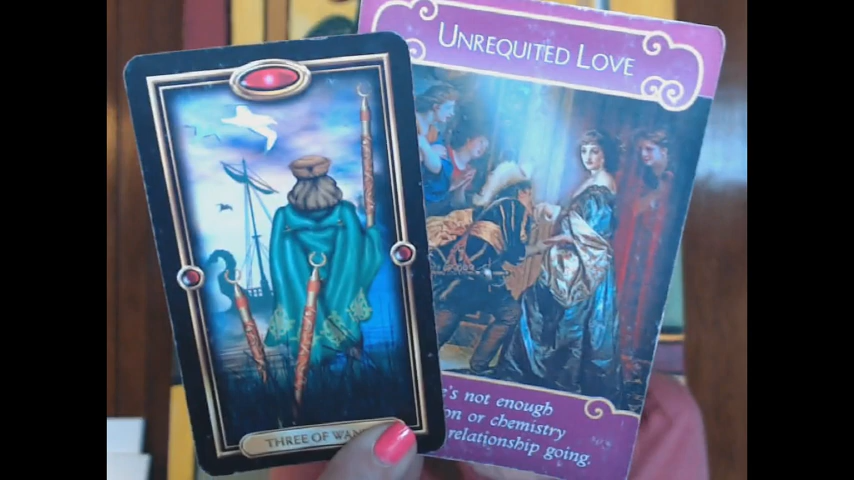 UNREQUITED LOVE
THREE OF WAN
's not enough
on or chemistry
relationship going.